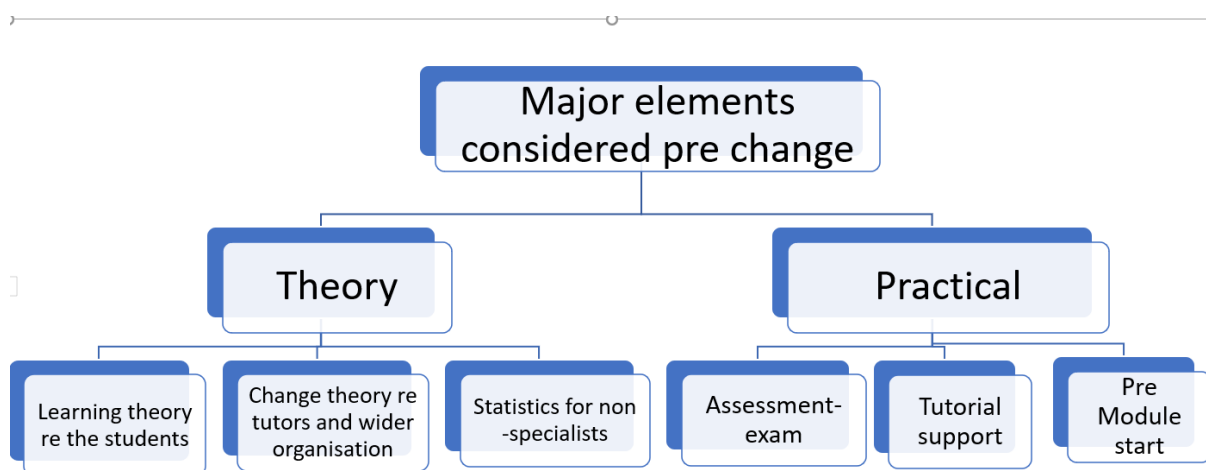 Major elements
considered pre change
Theory
Practical
Learning theory
re the students
Change theory re
tutors and wider
organisation
Statistics for non
-specialists
Assessment-
exam
Tutorial
support
Pre
Module
start